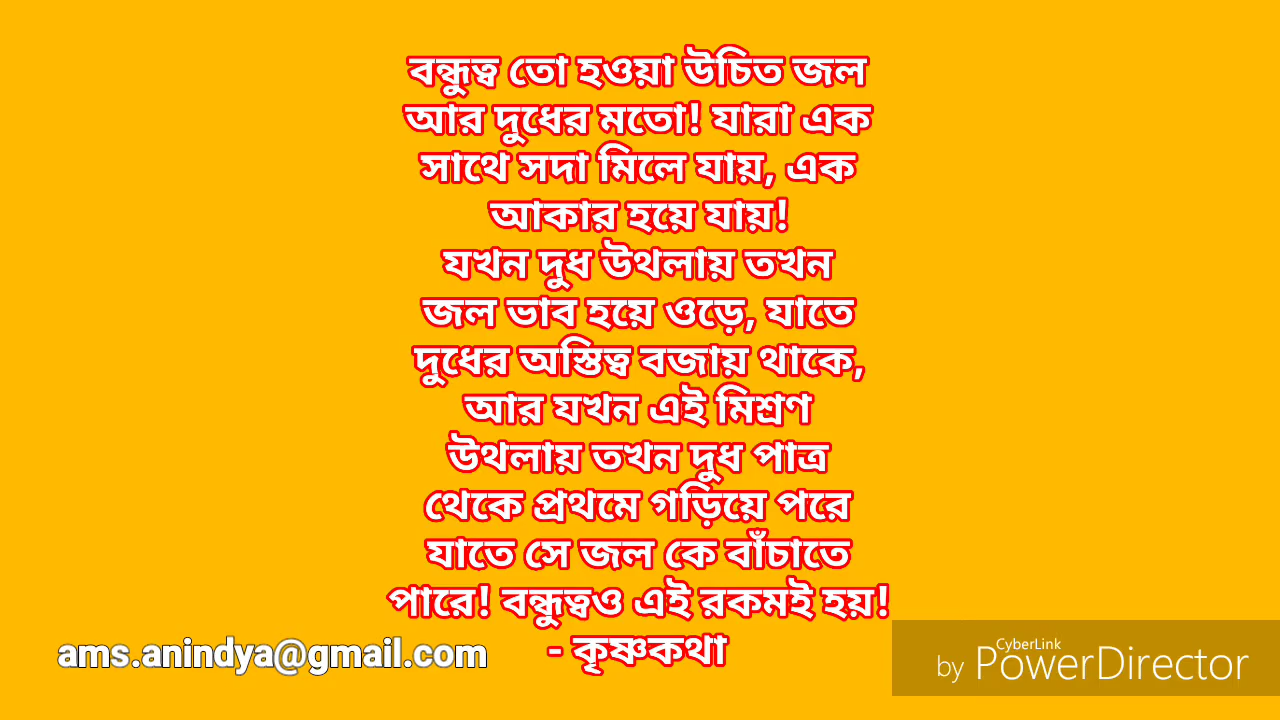 বন্ধুত্ব তো হওয়া উচিত জল
আর দুধের মতো! যারা এক
সাথে সদা মিলে যায়, এক
আকার হয়ে যায়!
যখন দুধ উথলায় তখন
জল ভাব হয়ে ওড়ে, যাতে
দুধের অস্তিত্ব বজায় থাকে,
আর যখন এই মিশ্রণ
উথলায় তখন দুধ পাত্র
থেকে প্রথমে গড়িয়ে পরে
যাতে সে জল কে বাঁচাতে
পারে! বন্ধুত্বও এই রকমই হয়!
- কৃষ্ণকথা
ams.anindya@gmail.com
CyberLink
by PowerDirector